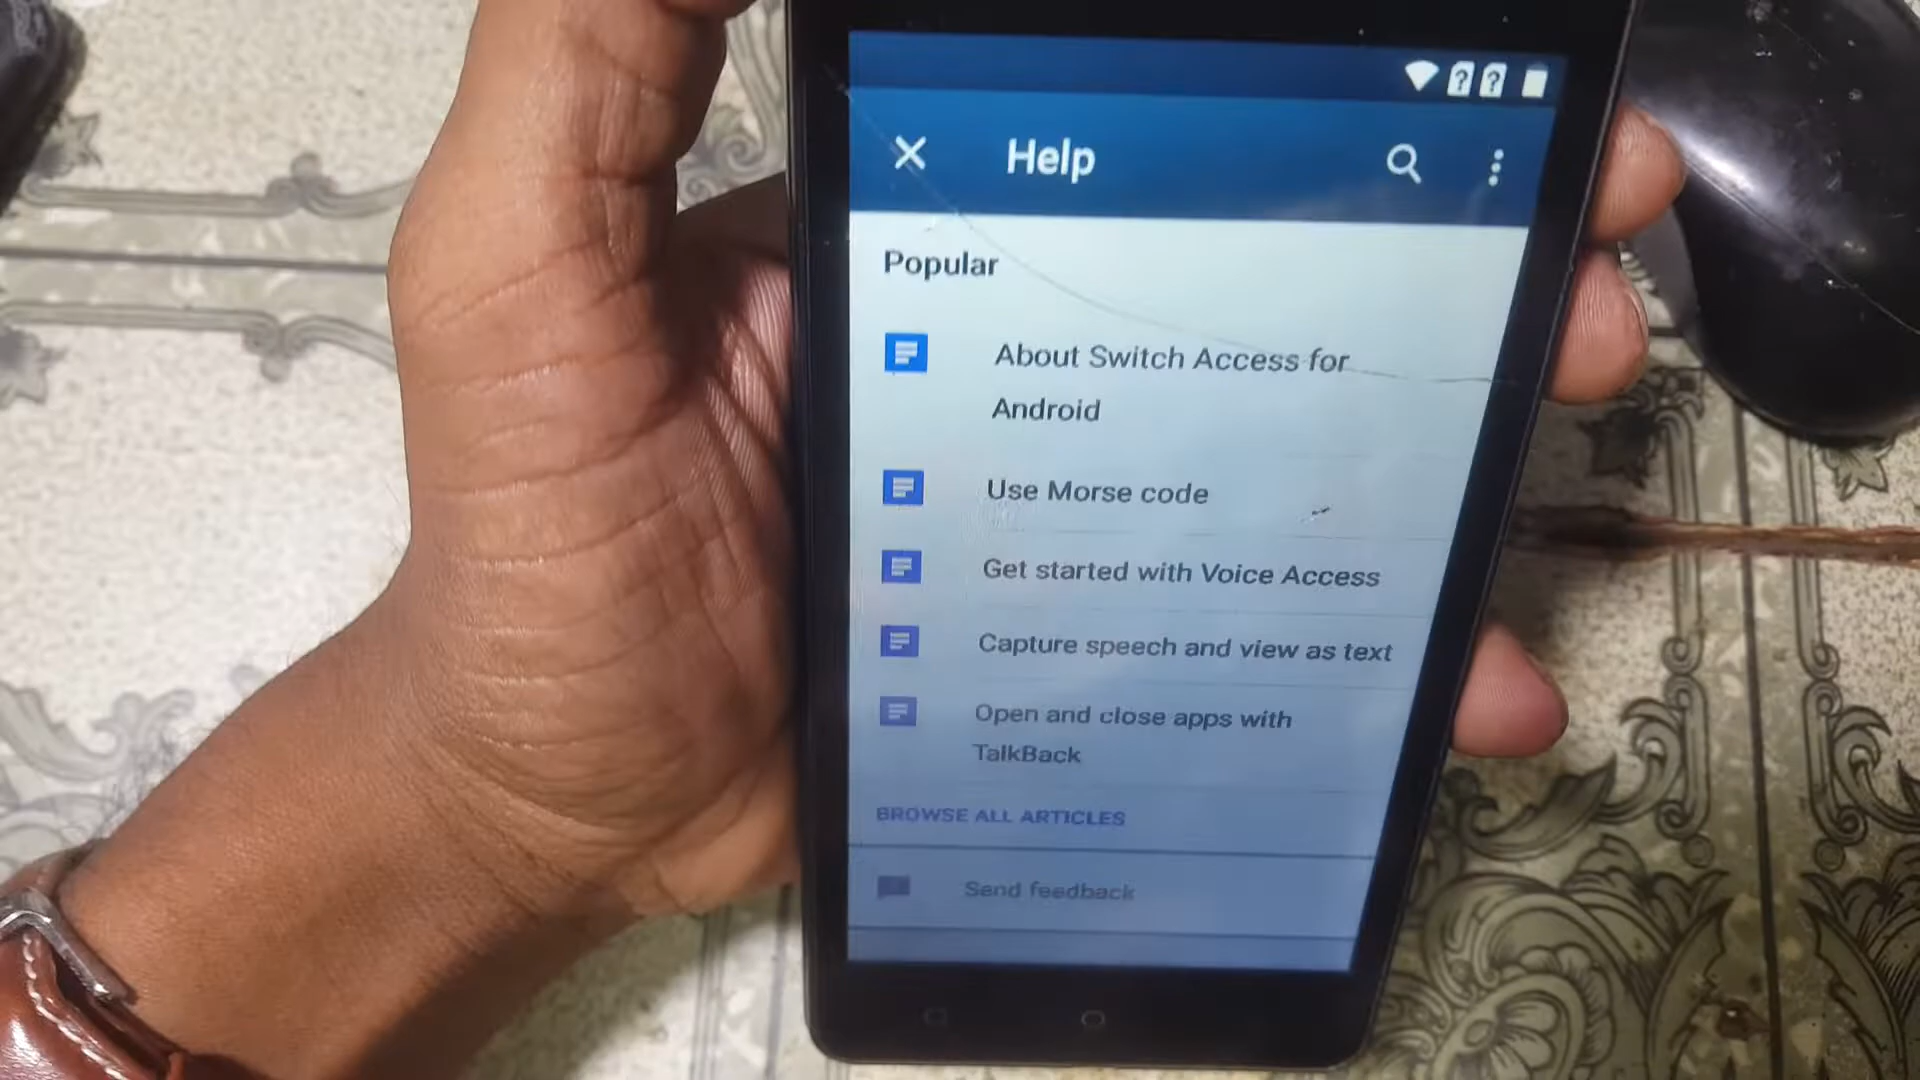 Help
Popular
About Switch Access for
Android
Use Morse code
Get started with Voice Access
Capture speech and view as text
Open and close apps with
TalkBack
BROWSE ALL ARTICLES
Send feedback